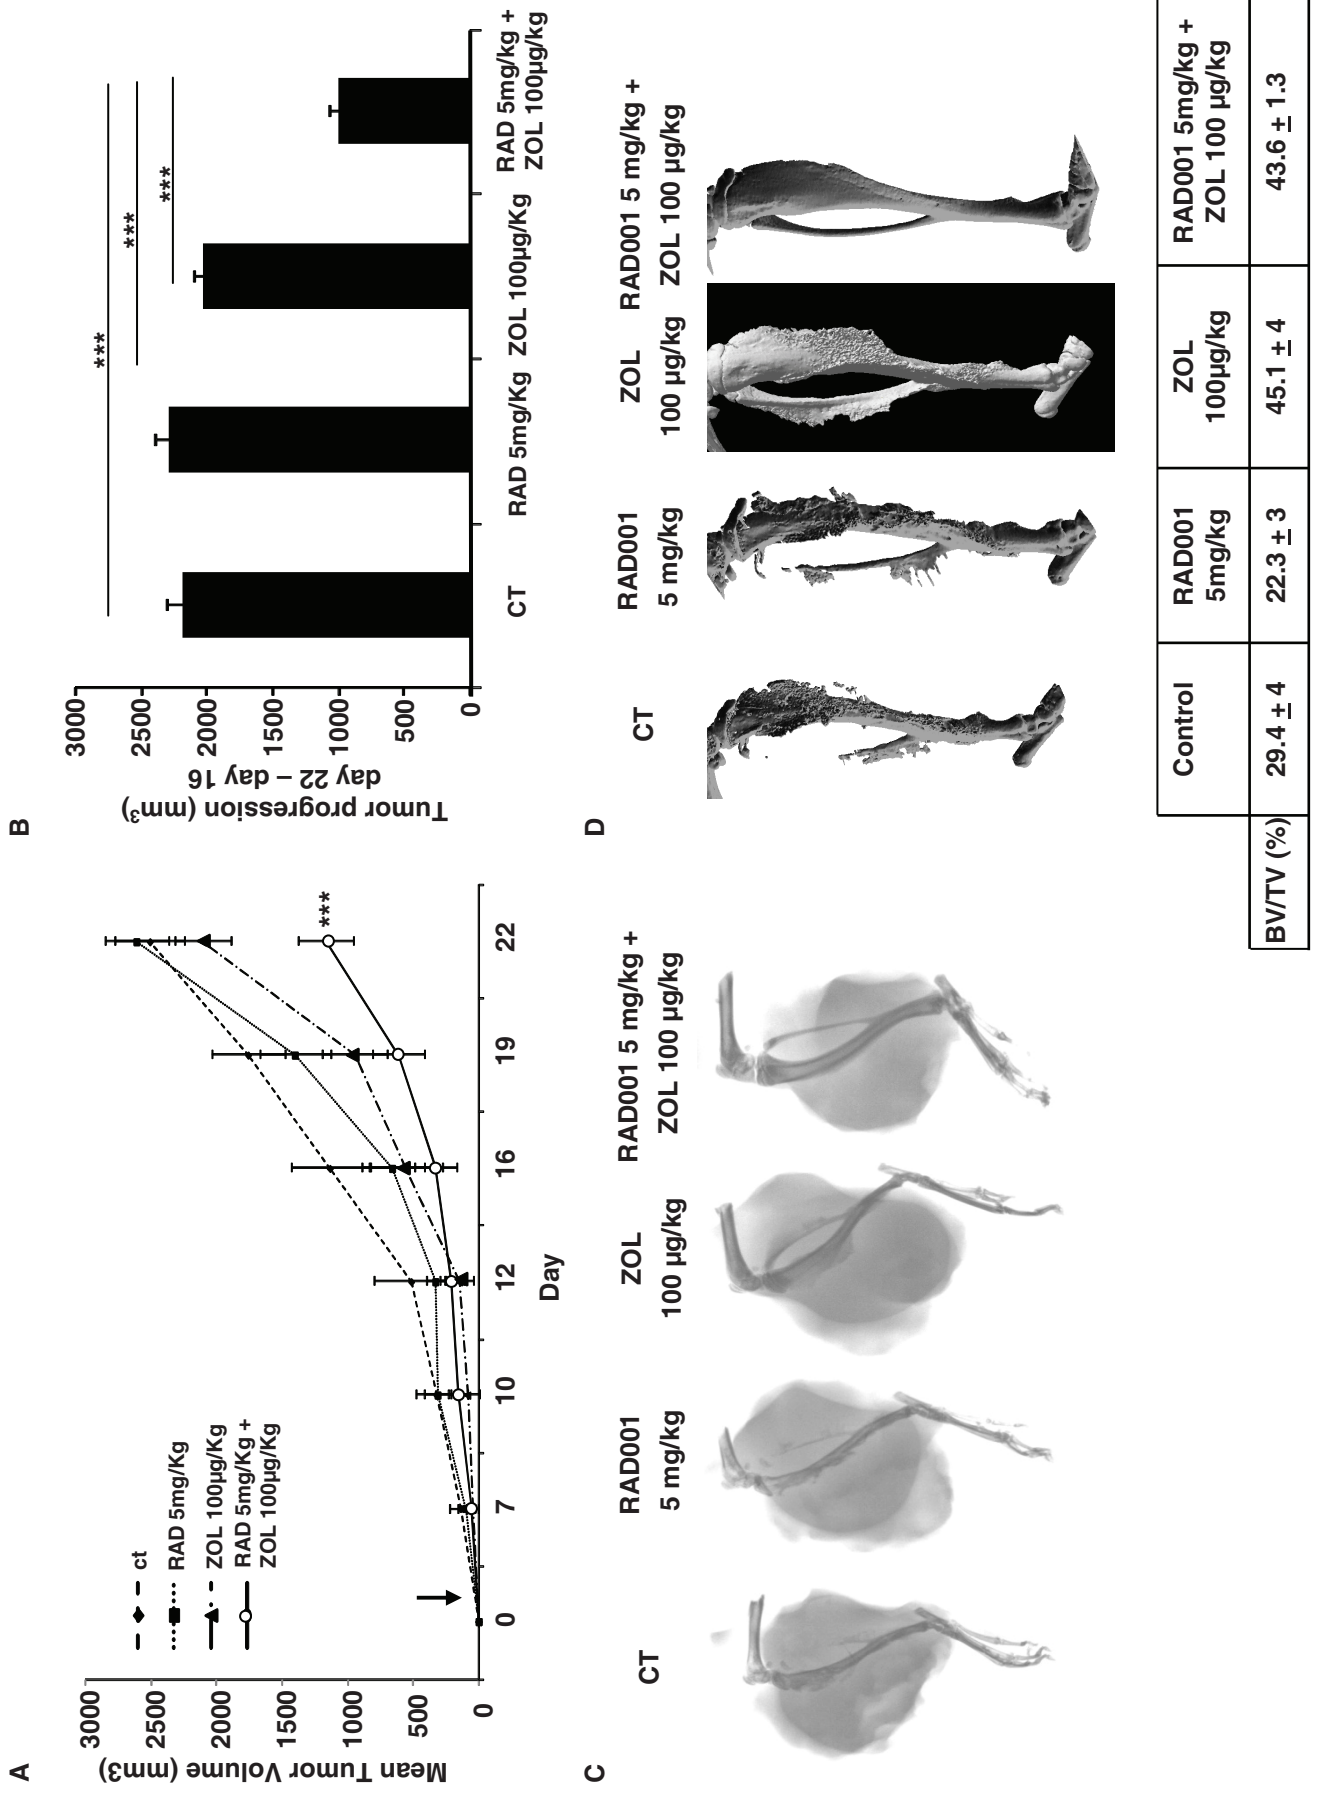 A
Mean Tumor Volume (mm3)
3000
2500
2000
1500
1000
500
0
ct
RAD 5mg/Kg
ZOL 100µg/Kg
RAD 5mg/Kg +
ZOL 100µg/Kg
***
0 7 10 12 16 19 22
Day
B
Tumor progression (mm³)
day 22 – day 16
3000
2500
2000
1500
1000
500
0
***
***
***
CT
RAD 5mg/Kg
ZOL 100µg/Kg
RAD 5mg/kg +
ZOL 100µg/kg
C
CT
RAD001
5 mg/kg
ZOL
100 µg/kg
RAD001 5 mg/kg +
ZOL 100 µg/kg
D
CT
RAD001
5 mg/kg
ZOL
100 µg/kg
RAD001 5 mg/kg +
ZOL 100 µg/kg
Control
RAD001
5mg/kg
ZOL
100µg/kg
RAD001 5mg/kg +
ZOL 100 µg/kg
BV/TV (%) 29.4 ± 4 22.3 ± 3 45.1 ± 4 43.6 ± 1.3